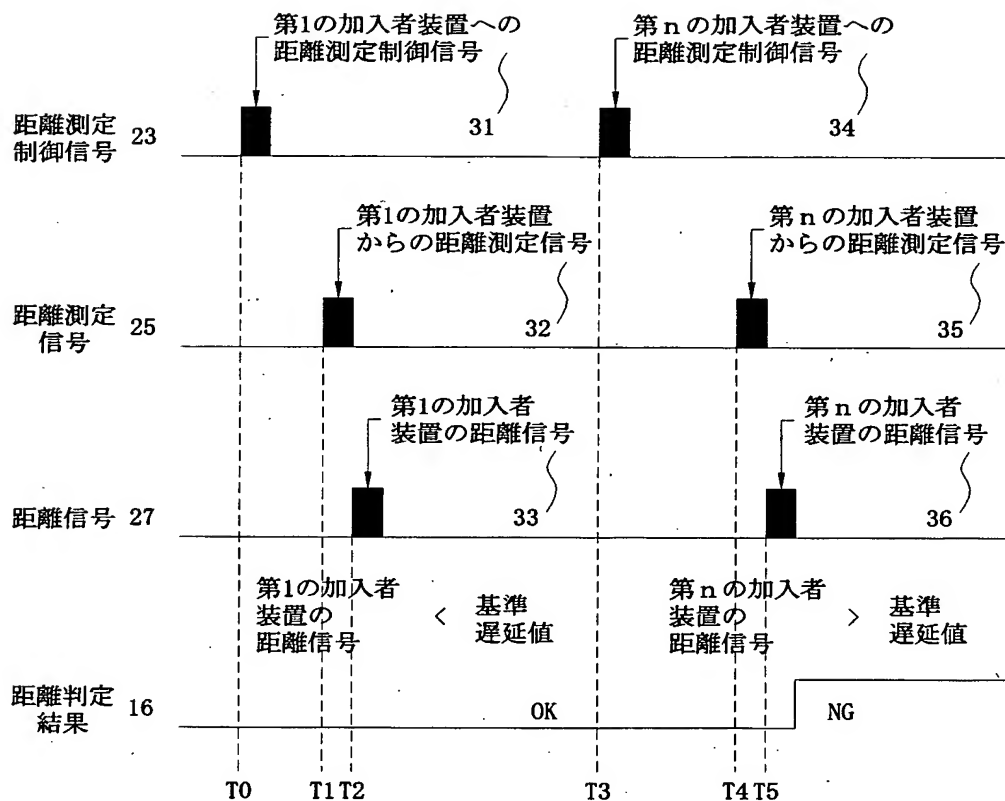 第1の加入者装置への
距離測定制御信号
第nの加入者装置への
距離測定制御信号
31
34
距離測定
制御信号 23
第1の加入者装置
からの距離測定信号
第nの加入者装置
からの距離測定信号
32
35
距離測定
信号 25
第1の加入者
装置の距離信号
第nの加入者
装置の距離信号
33
36
距離信号 27
第1の加入者
装置の
距離信号
<
基準
遅延値
第nの加入者
装置の
距離信号
>
基準
遅延値
距離判定
結果 16
OK
NG
T0 T1 T2 T3 T4 T5